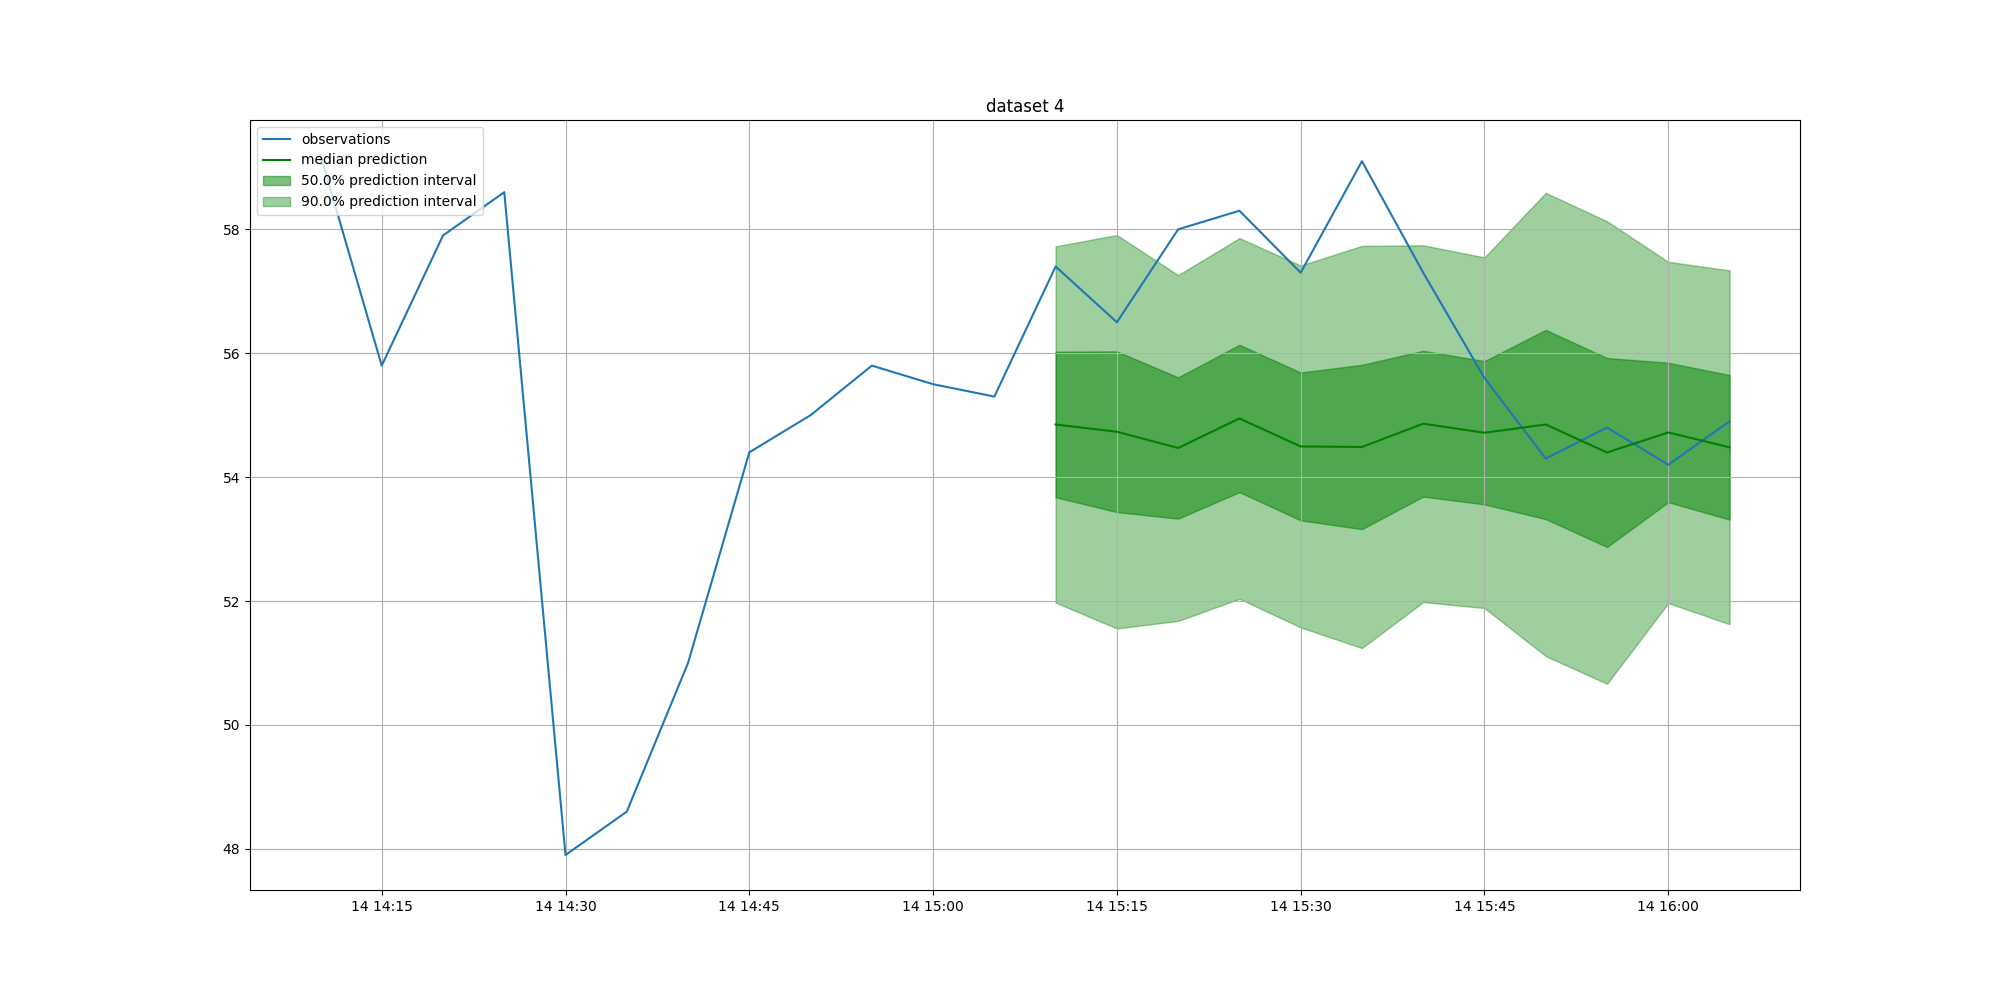 dataset 4
observations
median prediction
50.0% prediction interval
90.0% prediction interval
58
56
54
52
50
48
14 14:15 14 14:30 14 14:45 14 15:00 14 15:15 14 15:30 14 15:45 14 16:00